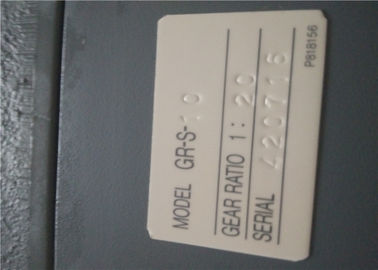 MODEL GR-S-10
GEAR RATIO 1:20
SERIAL 420716
P818156